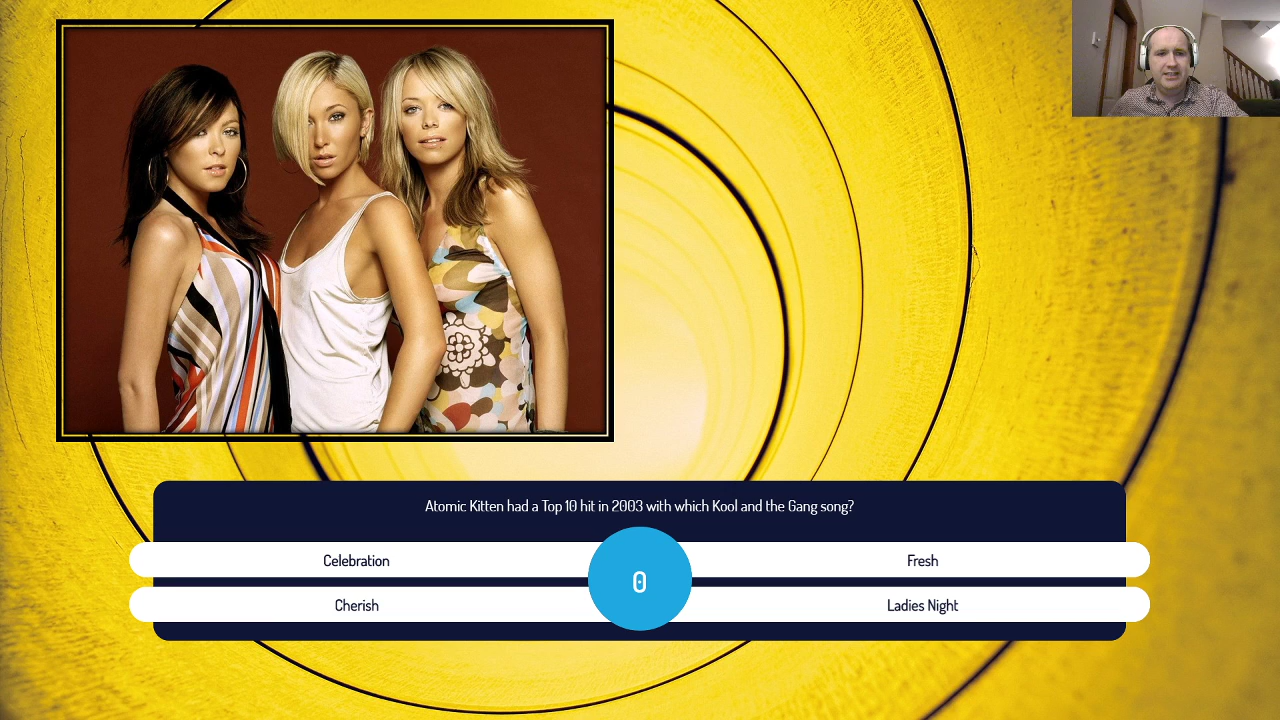 Atomic Kitten had a Top 10 hit in 2003 with which Kool and the Gang song?
Celebration
Fresh
0
Cherish
Ladies Night